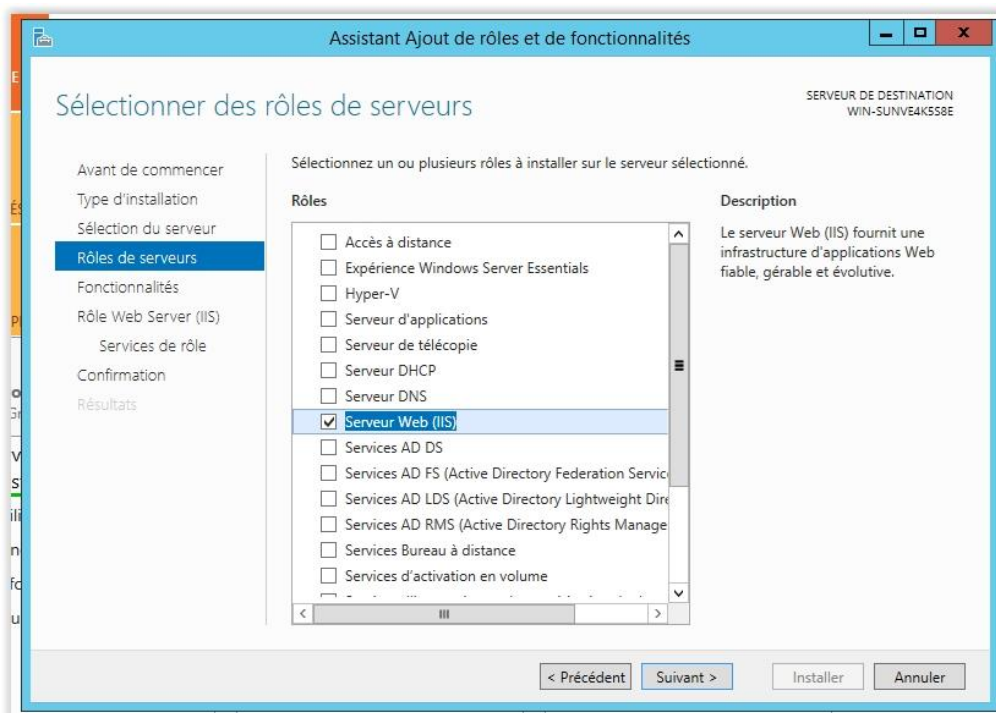 Assistant Ajout de rôles et de fonctionnalités
X
Sélectionner des rôles de serveurs
SERVEUR DE DESTINATION
WIN-SUNVE4K5S8E
Avant de commencer
Type d'installation
Sélection du serveur
Rôles de serveurs
Fonctionnalités
Rôle Web Server (IIS)
Services de rôle
Confirmation
Résultats
Sélectionnez un ou plusieurs rôles à installer sur le serveur sélectionné.
Rôles
Accès à distance
Expérience Windows Server Essentials
Hyper-V
Serveur d'applications
Serveur de télécopie
Serveur DHCP
Serveur DNS
Serveur Web (IIS)
Services AD DS
Services AD FS (Active Directory Federation Servic
Services AD LDS (Active Directory Lightweight Dire
Services AD RMS (Active Directory Rights Manage
Services Bureau à distance
Services d'activation en volume
Description
Le serveur Web (IIS) fournit une
infrastructure d'applications Web
fiable, gérable et évolutive.
< Précédent
Suivant >
Installer
Annuler